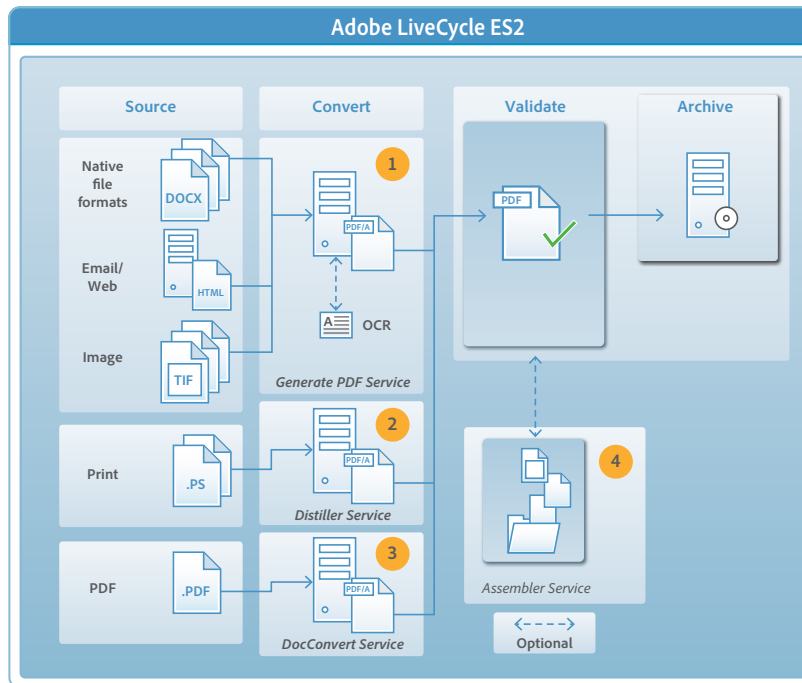 Adobe LiveCycle ES2
Source
Convert
Validate
Archive
Native
file
formats
DOCX
1
PDF/A
PDF
Email/
Web
HTML
A
OCR
Image
TIF
Generate PDF Service
2
Print
.PS
PDF/A
Distiller Service
4
Assembler Service
3
PDF
.PDF
PDF/A
DocConvert Service
Optional